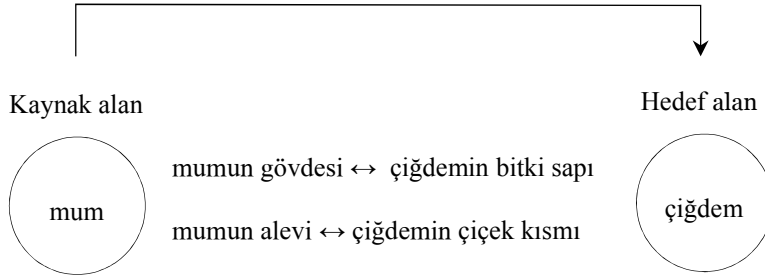 Kaynak alan
Hedef alan
mumun gövdesi ↔ çiğdemin bitki sapı
mum
çiğdem
mumun alevi ↔ çiğdemin çiçek kısmı